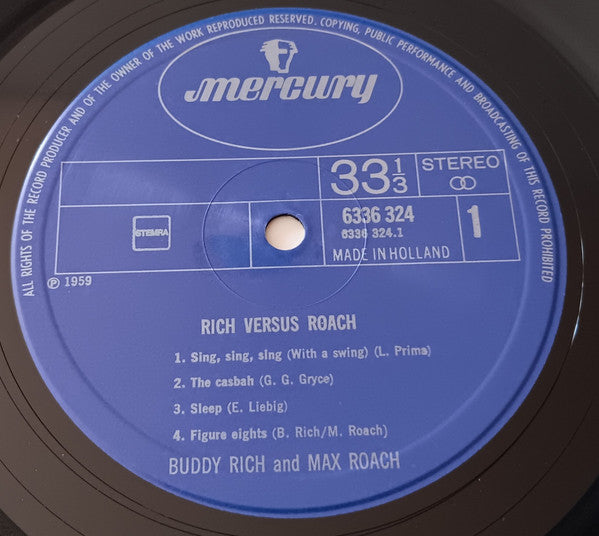 ALL RIGHTS OF THE RECORD PRODUCER AND OF THE OWNER OF THE WORK REPRODUCED RESERVED. COPYING, PUBLIC PERFORMANCE AND BROADCASTING OF THIS RECORD PROHIBITED
mercury
33 1/3
STEREO
STEMRA
6336 324
6336 324.1
1
MADE IN HOLLAND
℗ 1959
RICH VERSUS ROACH
1. Sing, sing, sing (With a swing) (L. Prima)
2. The casbah (G. G. Gryce)
3. Sleep (E. Liebig)
4. Figure eights (B. Rich/M. Roach)
BUDDY RICH and MAX ROACH